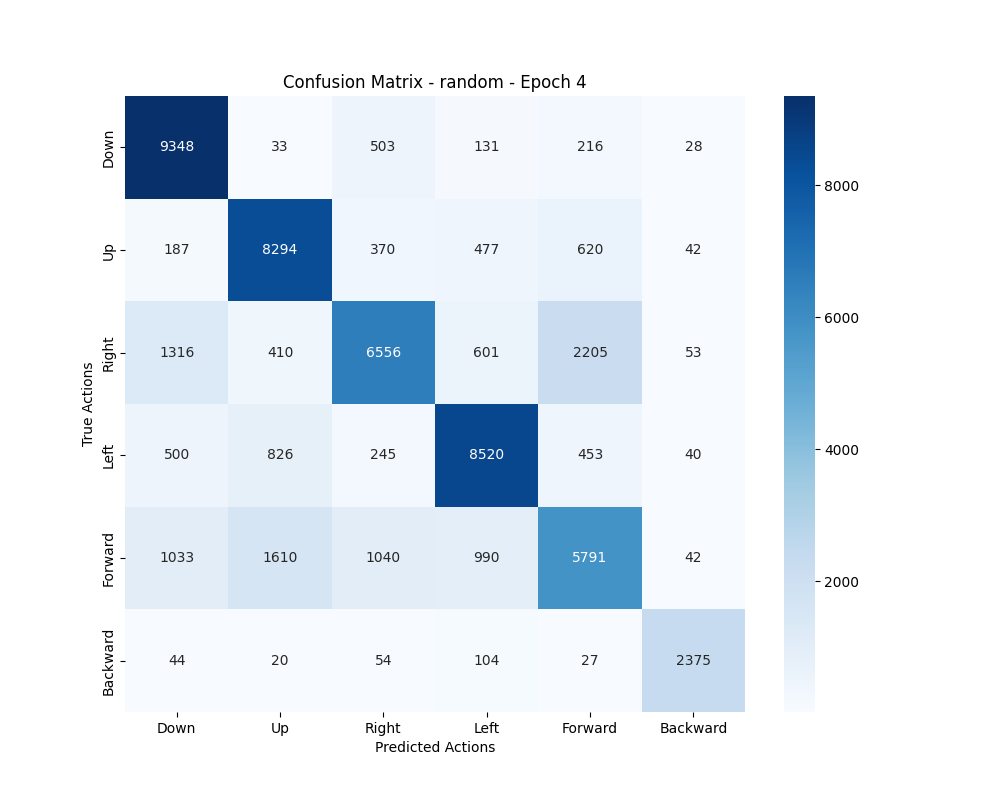 Confusion Matrix - random - Epoch 4
True Actions
Down 9348 33 503 131 216 28
Up 187 8294 370 477 620 42
Right 1316 410 6556 601 2205 53
Left 500 826 245 8520 453 40
Forward 1033 1610 1040 990 5791 42
Backward 44 20 54 104 27 2375
Down Up Right Left Forward Backward
Predicted Actions
8000
6000
4000
2000